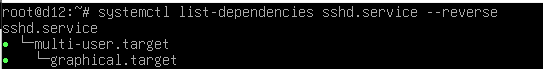 root@d12:~# systemctl list-dependencies sshd.service --reverse
sshd.service
● └─multi-user.target
●   └─graphical.target